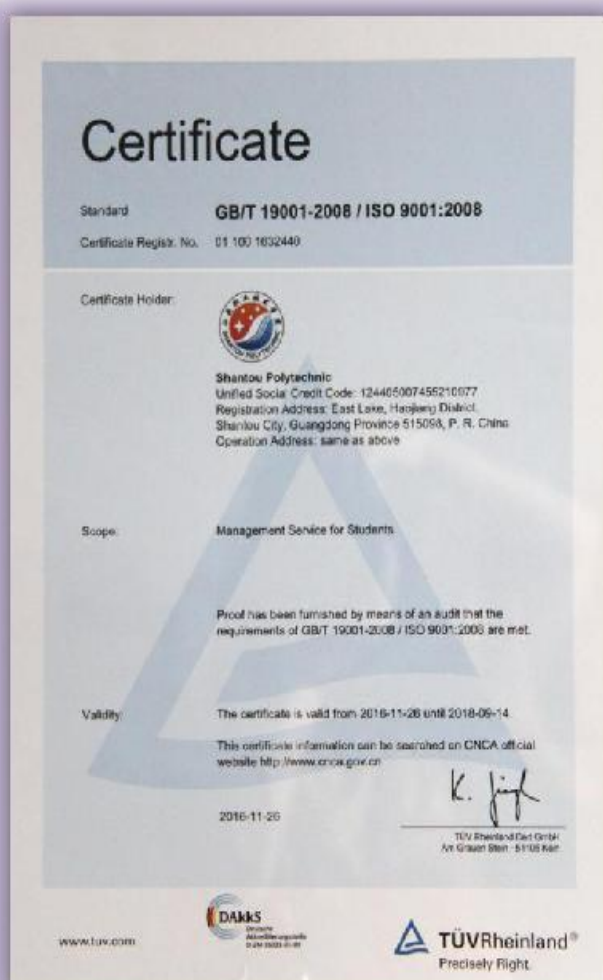 Certificate
Standard GB/T 19001-2008 / ISO 9001:2008
Certificate Registr. No. 01 100 1632440
Certificate Holder:
SHANTOU POLYTECHNIC
Shantou Polytechnic
Unified Social Credit Code: 124405007455210977
Registration Address: East Lake, Haojiang District,
Shantou City, Guangdong Province 515098, P. R. China
Operation Address: same as above
Scope: Management Service for Students
Proof has been furnished by means of an audit that the
requirements of GB/T 19001-2008 / ISO 9001:2008 are met.
Validity: The certificate is valid from 2016-11-26 until 2018-09-14
This certificate information can be searched on CNCA official
website http://www.cnca.gov.cn
2016-11-26
TÜV Rheinland Cert GmbH
Am Grauen Stein · 51105 Köln
DAkkS
Deutsche
Akkreditierungsstelle
www.tuv.com
TÜVRheinland®
Precisely Right.